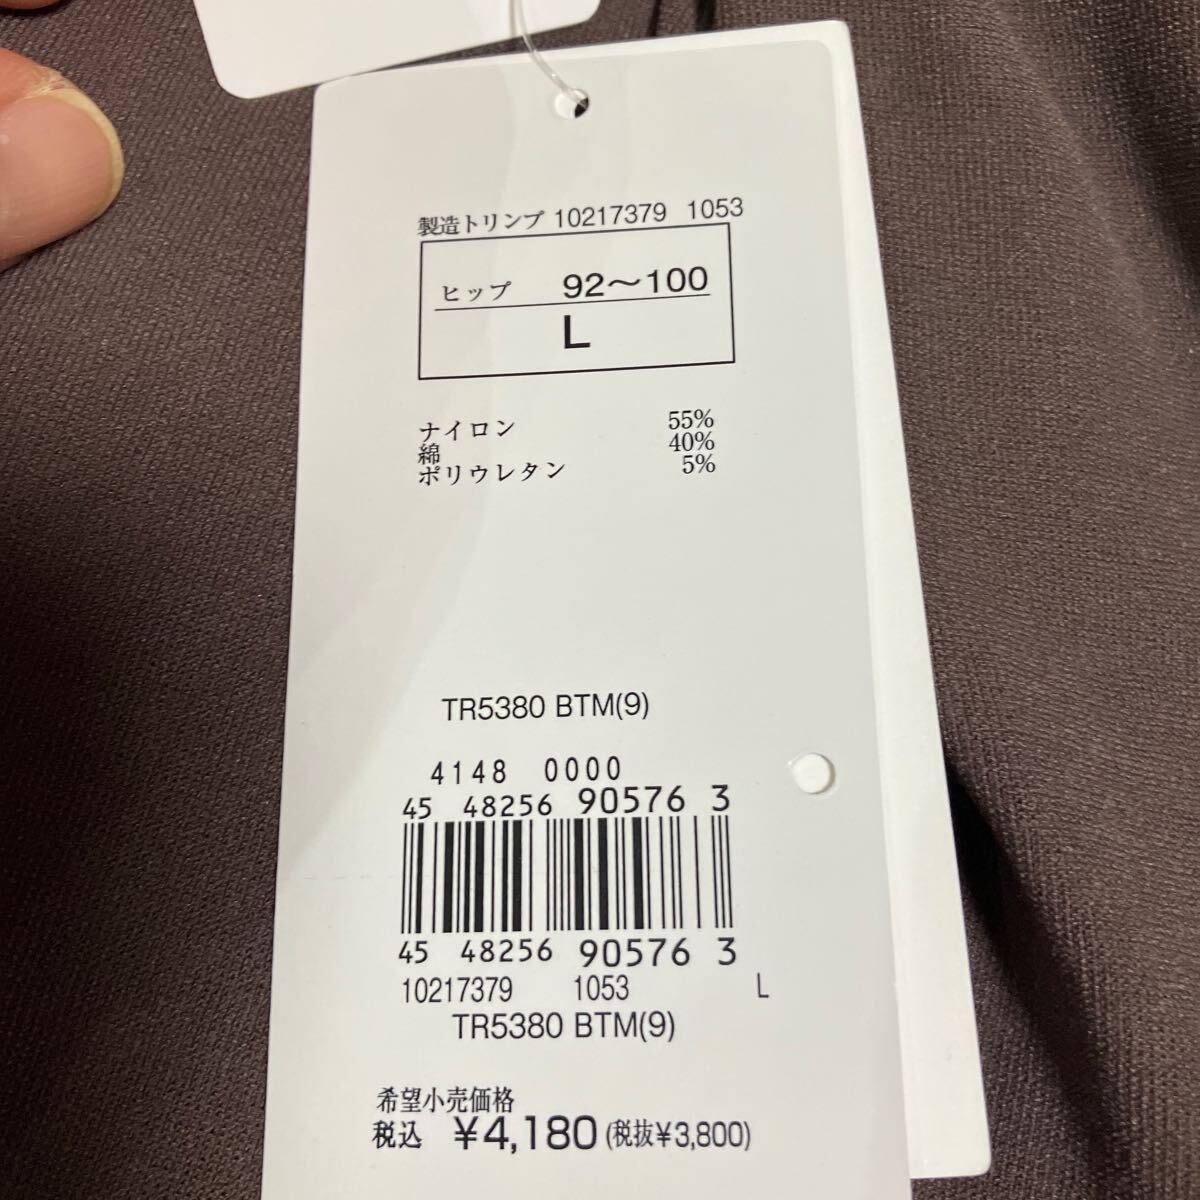 製造トリンプ 10217379 1053
ヒップ 92～100
L
ナイロン 55%
綿 40%
ポリウレタン 5%
TR5380 BTM(9)
4148 0000
45 48256 90576 3
45 48256 90576 3
10217379 1053 L
TR5380 BTM(9)
希望小売価格
税込 ¥4,180 (税抜¥3,800)